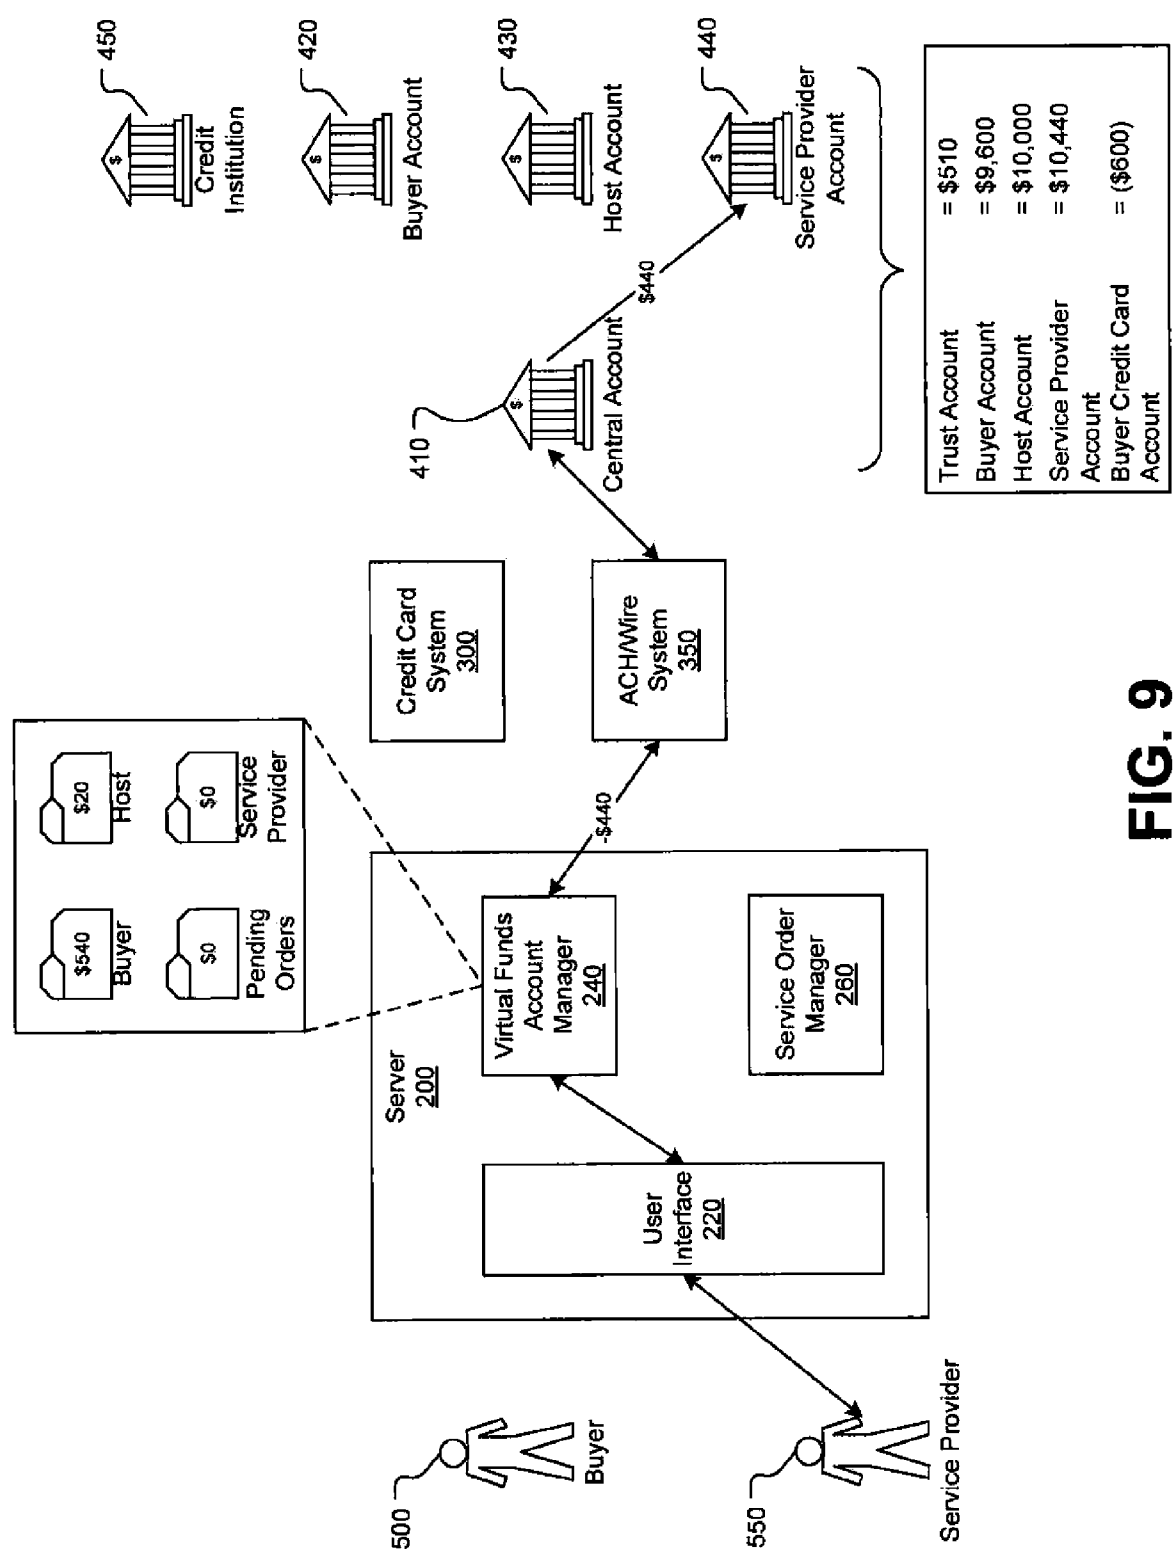 $540
Buyer
$20
Host
$0
Pending
Orders
$0
Service
Provider
500
Buyer
550
Service Provider
Server
200
User
Interface
220
Virtual Funds
Account
Manager
240
Service Order
Manager
260
-$440
Credit Card
System
300
ACH/Wire
System
350
410
$
Central Account
$440
450
$
Credit
Institution
420
$
Buyer Account
430
$
Host Account
440
$
Service Provider
Account
Trust Account = $510
Buyer Account = $9,600
Host Account = $10,000
Service Provider = $10,440
Account
Buyer Credit Card = ($600)
Account
FIG. 9